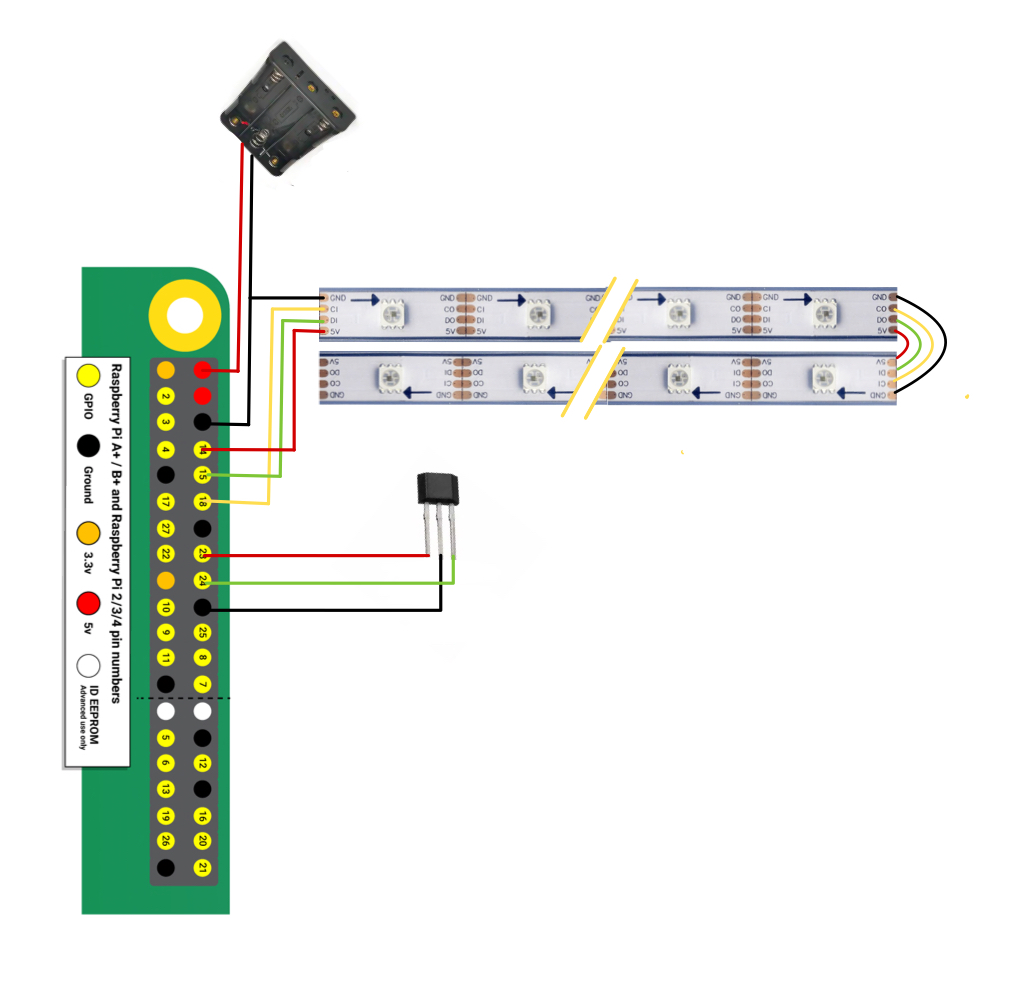 GND
CI
DI
5V
GND GND
CO CI
DO DI
5V 5V
GND
DI
5V
GND GND
CO CI
DO DI
5V 5V
GND
CO
DO
5V
5V
DO
CO
GND
5V 5V
DI DO
CI CO
GND GND
5V
DO
CO
GND
5V 5V
DI DO
CI CO
GND GND
5V
DI
CI
GND
Raspberry Pi A+ / B+ and Raspberry Pi 2/3/4 pin numbers
GPIO
Ground
3.3v
5v
ID EEPROM
Advanced use only
2
3
4 14
15
17 18
27
22 23
24
10
9 25
11 8
7
5
6 12
13
19 16
26 20
21